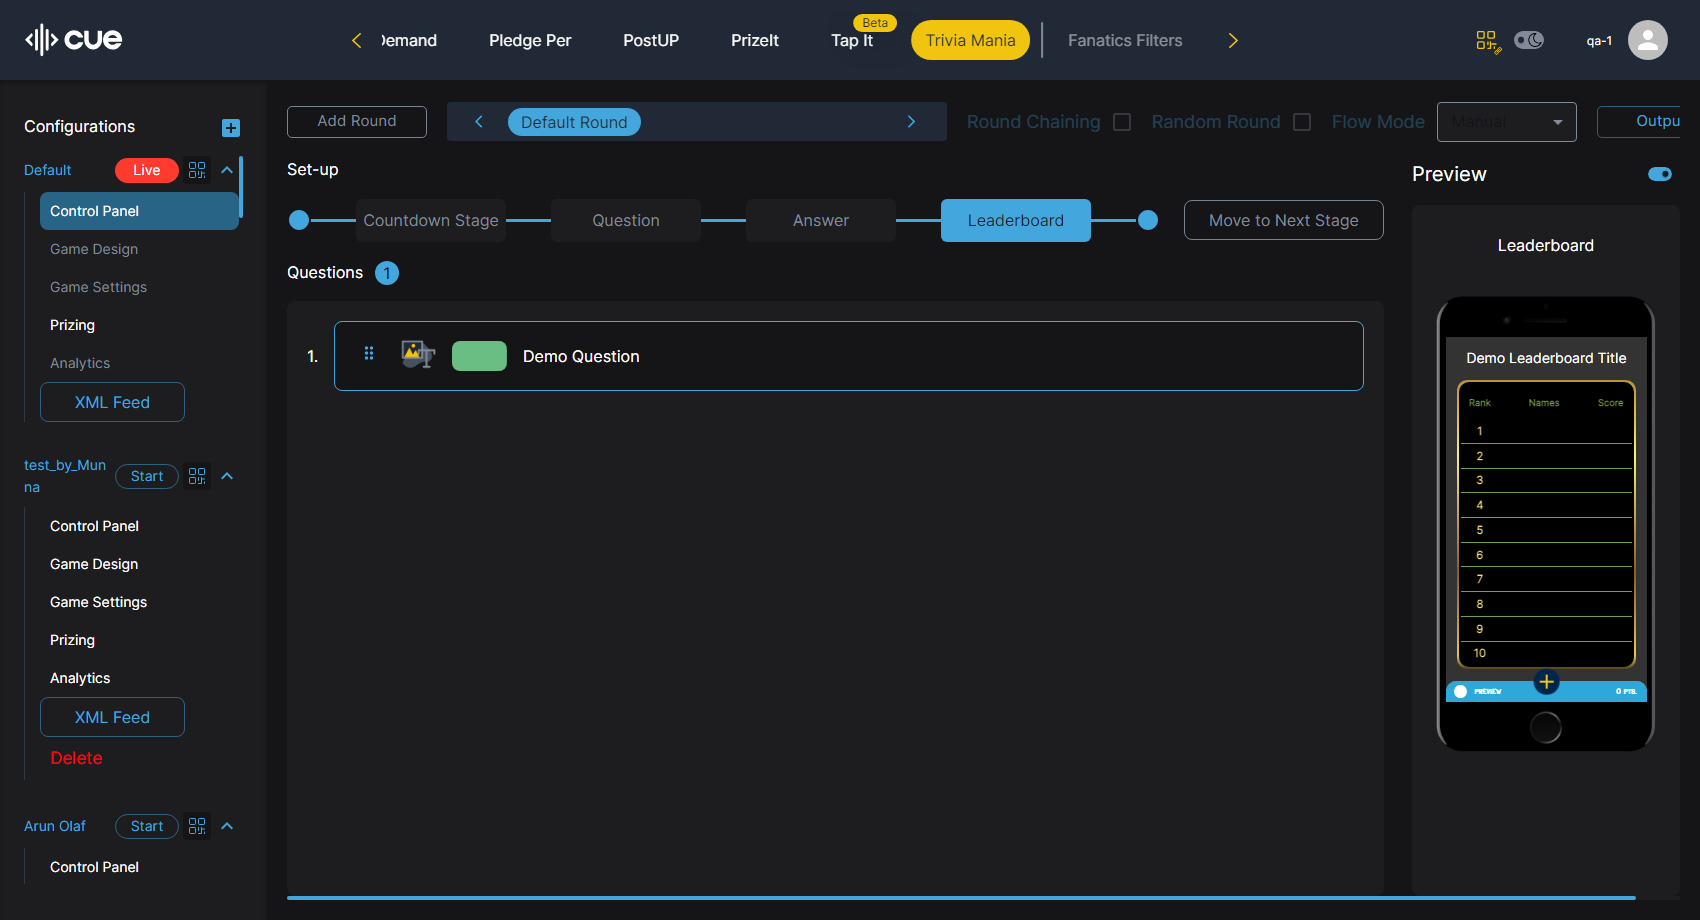 cue
Demand
Pledge Per
PostUP
PrizeIt
Tap It
Beta
Trivia Mania
Fanatics Filters
qa-1
Configurations
Default
Live
Control Panel
Game Design
Game Settings
Prizing
Analytics
XML Feed
test_by_Mun
na
Start
Control Panel
Game Design
Game Settings
Prizing
Analytics
XML Feed
Delete
Arun Olaf
Start
Control Panel
Add Round
Default Round
Round Chaining
Random Round
Flow Mode
Manual
Outpu
Set-up
Countdown Stage
Question
Answer
Leaderboard
Move to Next Stage
Questions 1
1.
Demo Question
Preview
Leaderboard
Demo Leaderboard Title
Rank Names Score
1
2
3
4
5
6
7
8
9
10
PREVIEW
0 PTS.